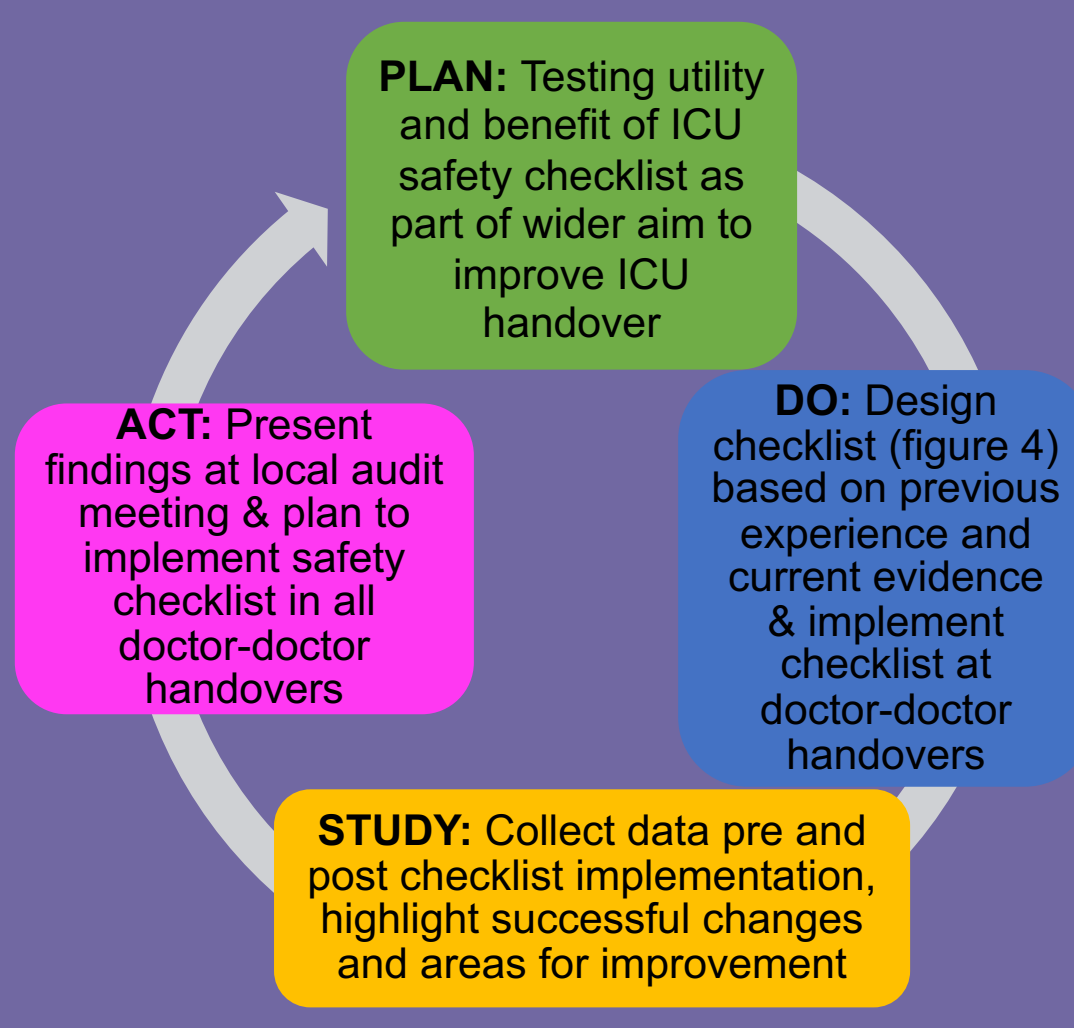 PLAN: Testing utility
and benefit of ICU
safety checklist as
part of wider aim to
improve ICU
handover
DO: Design
checklist (figure 4)
based on previous
experience and
current evidence
& implement
checklist at
doctor-doctor
handovers
STUDY: Collect data pre and
post checklist implementation,
highlight successful changes
and areas for improvement
ACT: Present
findings at local audit
meeting & plan to
implement safety
checklist in all
doctor-doctor
handovers